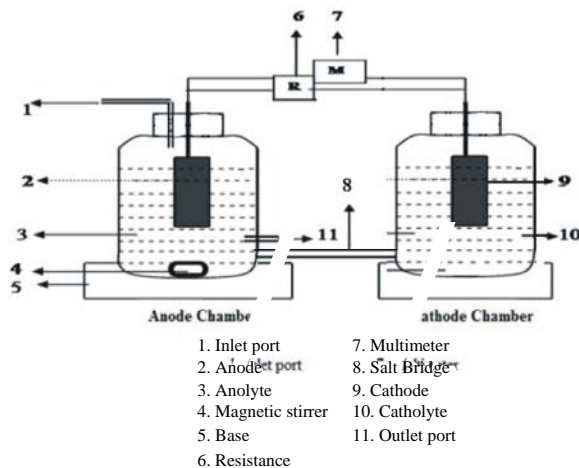 6 7
M
R
1
2
3
4
5
8
11
9
10
Anode Chambe
athode Chamber
1. Inlet port 7. Multimeter
2. Anode 8. Salt Bridge
3. Anolyte 9. Cathode
4. Magnetic stirrer 10. Catholyte
5. Base 11. Outlet port
6. Resistance